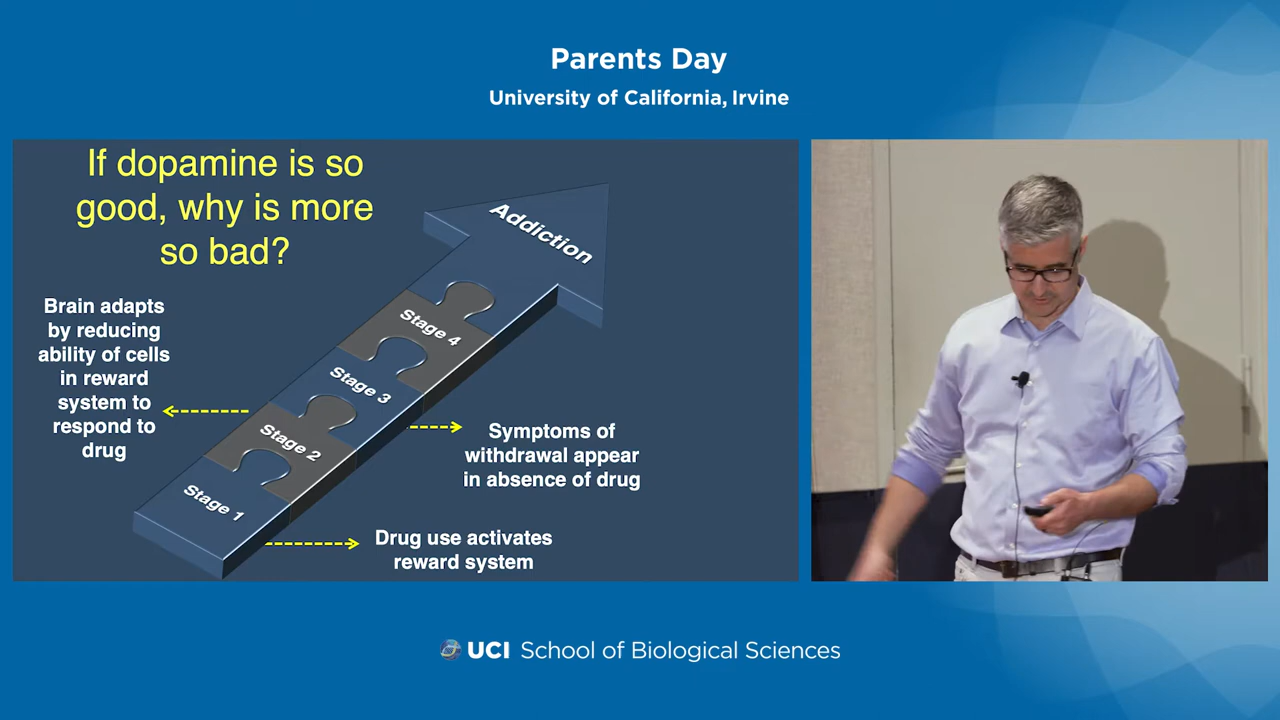 Parents Day
University of California, Irvine
If dopamine is so
good, why is more
so bad?
Addiction
Stage 4
Stage 3
Stage 2
Stage 1
Brain adapts
by reducing
ability of cells
in reward
system to
respond to
drug
Symptoms of
withdrawal appear
in absence of drug
Drug use activates
reward system
UCI School of Biological Sciences